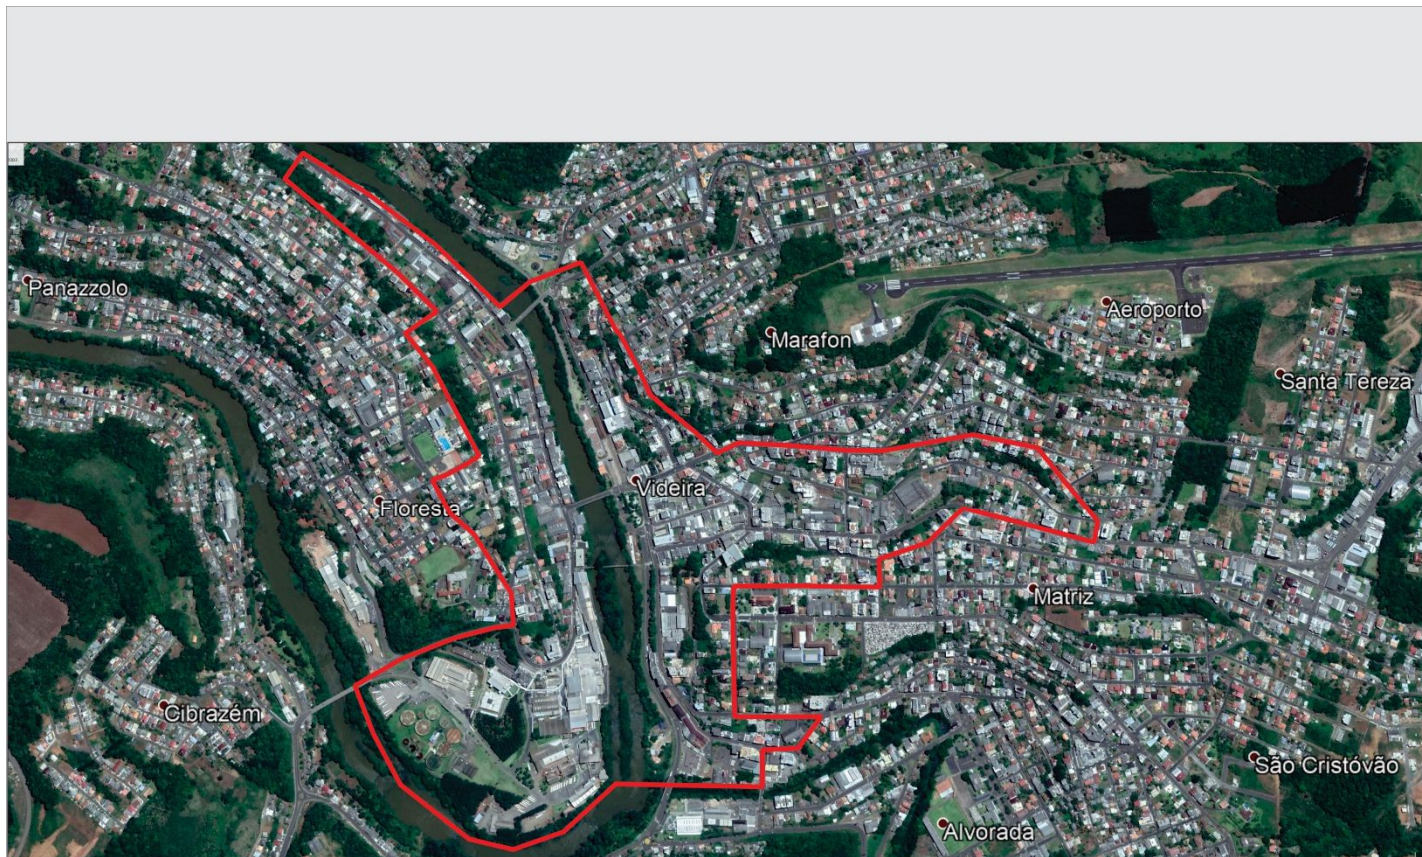 Panazzolo
Aeroporto
Marafon
Santa Tereza
Videira
Floresta
Matriz
Cibrazém
São Cristóvão
Alvorada